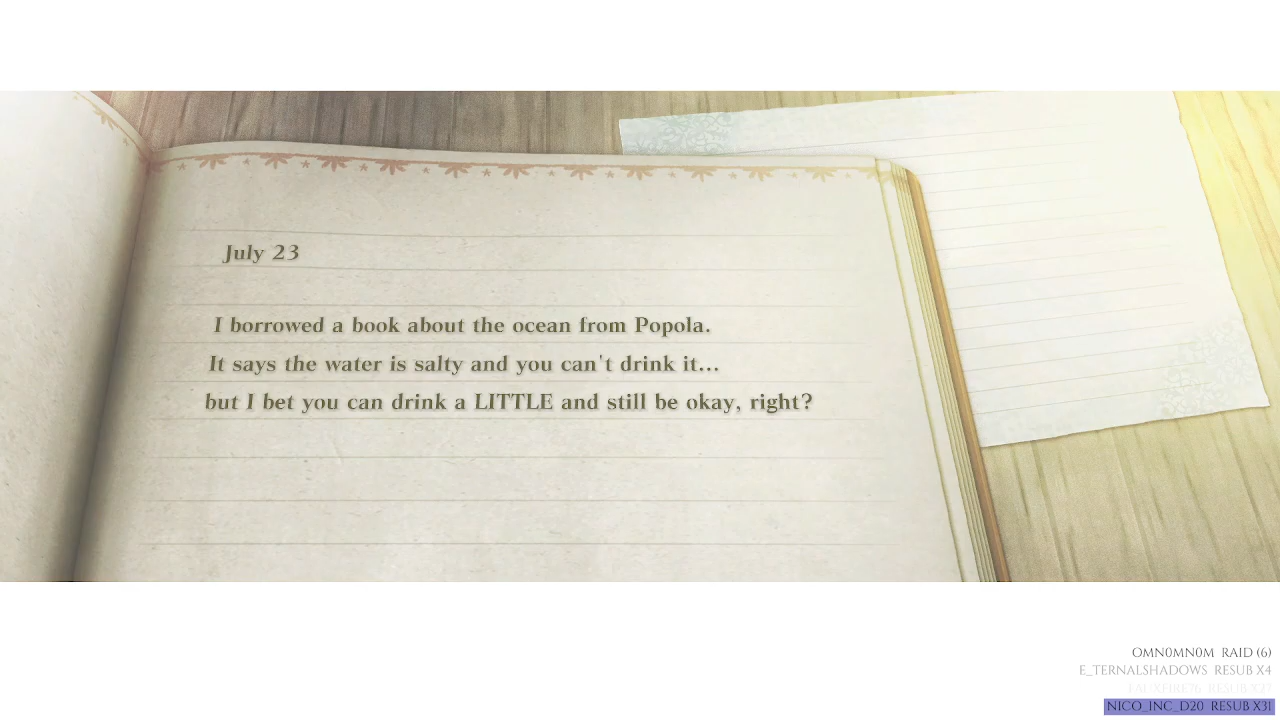 July 23
I borrowed a book about the ocean from Popola.
It says the water is salty and you can't drink it...
but I bet you can drink a LITTLE and still be okay, right?
OMN0MN0M RAID (6)
E_TERNALSHADOWS RESUB X4
NICO_INC_D20 RESUB X31